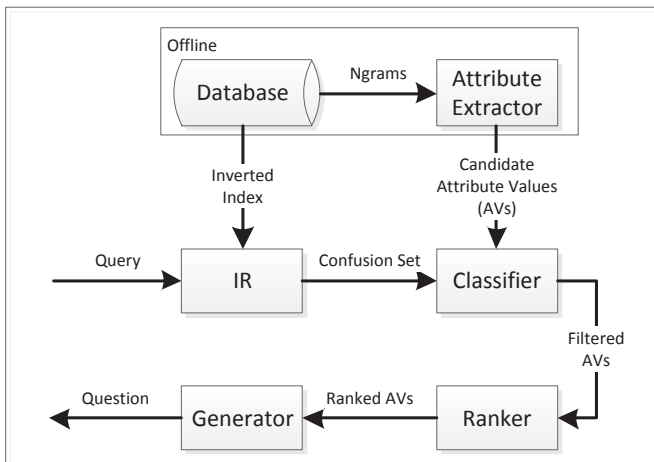 Offline
Database
Ngrams
Attribute
Extractor
Inverted
Index
Candidate
Attribute Values
(AVs)
Query
IR
Confusion Set
Classifier
Filtered
AVs
Question
Generator
Ranked AVs
Ranker